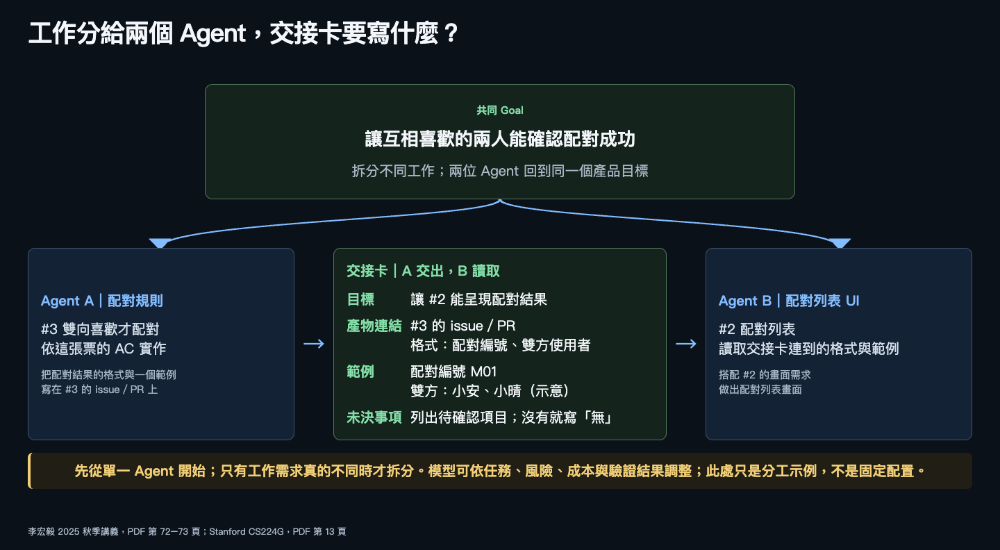 工作分給兩個 Agent，交接卡要寫什麼？
共同 Goal
讓互相喜歡的兩人能確認配對成功
拆分不同工作；兩位 Agent 回到同一個產品目標
Agent A｜配對規則
#3 雙向喜歡才配對
依這張票的 AC 實作
把配對結果的格式與一個範例
寫在 #3 的 issue / PR 上
→
交接卡｜A 交出，B 讀取
目標 讓 #2 能呈現配對結果
產物連結 #3 的 issue / PR
格式：配對編號、雙方使用者
範例 配對編號 M01
雙方：小安、小晴（示意）
未決事項 列出待確認項目；沒有就寫「無」
→
Agent B｜配對列表 UI
#2 配對列表
讀取交接卡連到的格式與範例
搭配 #2 的畫面需求
做出配對列表畫面
先從單一 Agent 開始；只有工作需求真的不同時才拆分。模型可依任務、風險、成本與驗證結果調整；此處只是分工示例，不是固定配置。
李宏毅 2025 秋季講義，PDF 第 72–73 頁；Stanford CS224G，PDF 第 13 頁